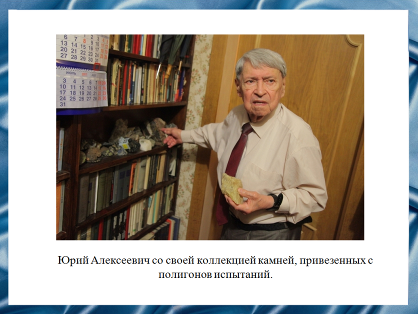 Юрий Алексеевич со своей коллекцией камней, привезенных с
полигонов испытаний.